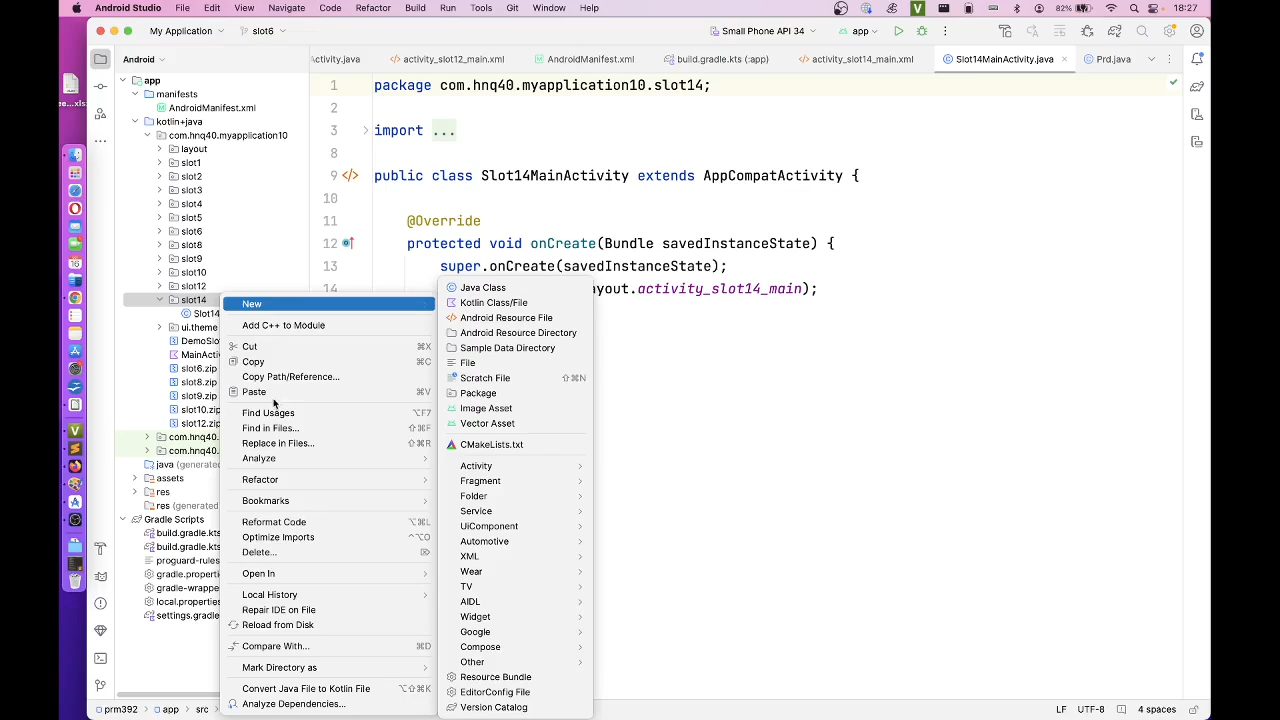 Android Studio File Edit View Navigate Code Refactor Build Run Tools Git Window Help 82% 18:27
My Application slot6 Small Phone API 34 app
Android
ctivity.java activity_slot12_main.xml AndroidManifest.xml build.gradle.kts (:app) activity_slot14_main.xml Slot14MainActivity.java Prd.java
app
manifests
AndroidManifest.xml
kotlin+java
com.hnq40.myapplication10
layout
slot1
slot2
slot3
slot4
slot5
slot6
slot8
slot9
slot10
slot12
slot14
Slot14
ui.theme
DemoSlo
MainActi
slot6.zip
slot8.zip
slot9.zip
slot10.zip
slot12.zip
com.hnq40.
com.hnq40.
java (generated)
assets
res
res (generated)
Gradle Scripts
build.gradle.kts
build.gradle.kts
proguard-rules
gradle.properti
gradle-wrappe
local.properties
settings.gradle
1 package com.hnq40.myapplication10.slot14;
2
3 import ...
8
9 public class Slot14MainActivity extends AppCompatActivity {
10
11 @Override
12 protected void onCreate(Bundle savedInstanceState) {
13 super.onCreate(savedInstanceState);
14 ayout.activity_slot14_main);
New
Add C++ to Module
Cut ⌘X
Copy ⌘C
Copy Path/Reference...
Paste ⌘V
Find Usages ⌥F7
Find in Files... ⇧⌘F
Replace in Files... ⇧⌘R
Analyze
Refactor
Bookmarks
Reformat Code ⌥⌘L
Optimize Imports ^⌥O
Delete... ⌦
Open In
Local History
Repair IDE on File
Reload from Disk
Compare With... ⌘D
Mark Directory as
Convert Java File to Kotlin File ⌥⇧⌘K
Analyze Dependencies...
Java Class
Kotlin Class/File
Android Resource File
Android Resource Directory
Sample Data Directory
File
Scratch File ⇧⌘N
Package
Image Asset
Vector Asset
CMakeLists.txt
Activity
Fragment
Folder
Service
UiComponent
Automotive
XML
Wear
TV
AIDL
Widget
Google
Compose
Other
Resource Bundle
EditorConfig File
Version Catalog
prm392 app src LF UTF-8 4 spaces